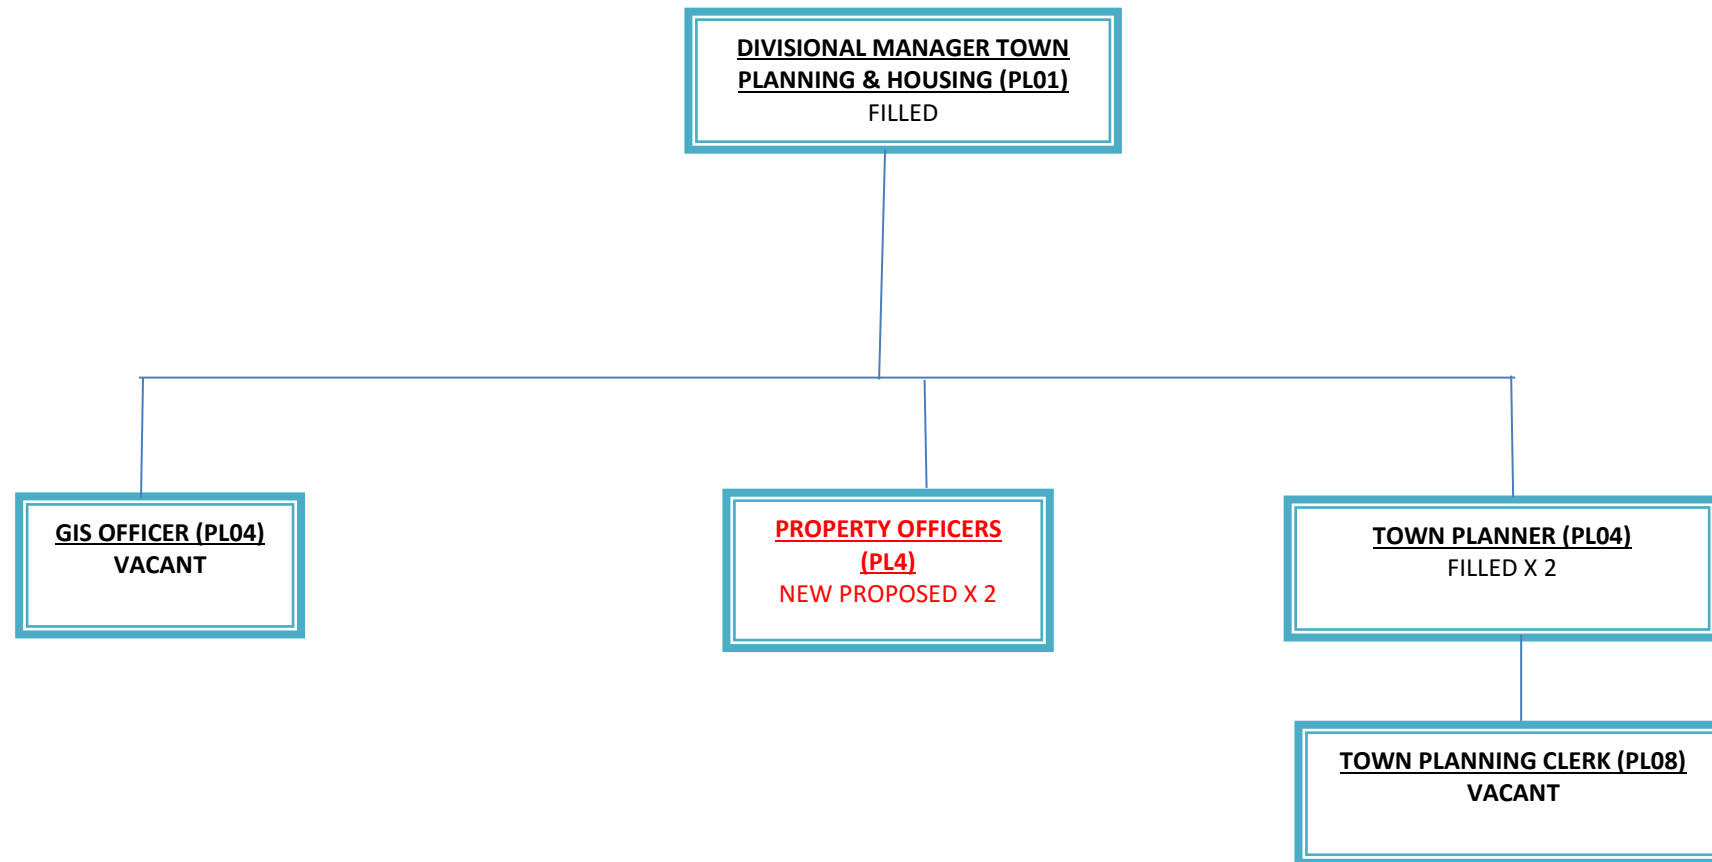 DIVISIONAL MANAGER TOWN
PLANNING & HOUSING (PL01)
FILLED
GIS OFFICER (PL04)
VACANT
PROPERTY OFFICERS
(PL4)
NEW PROPOSED X 2
TOWN PLANNER (PL04)
FILLED X 2
TOWN PLANNING CLERK (PL08)
VACANT